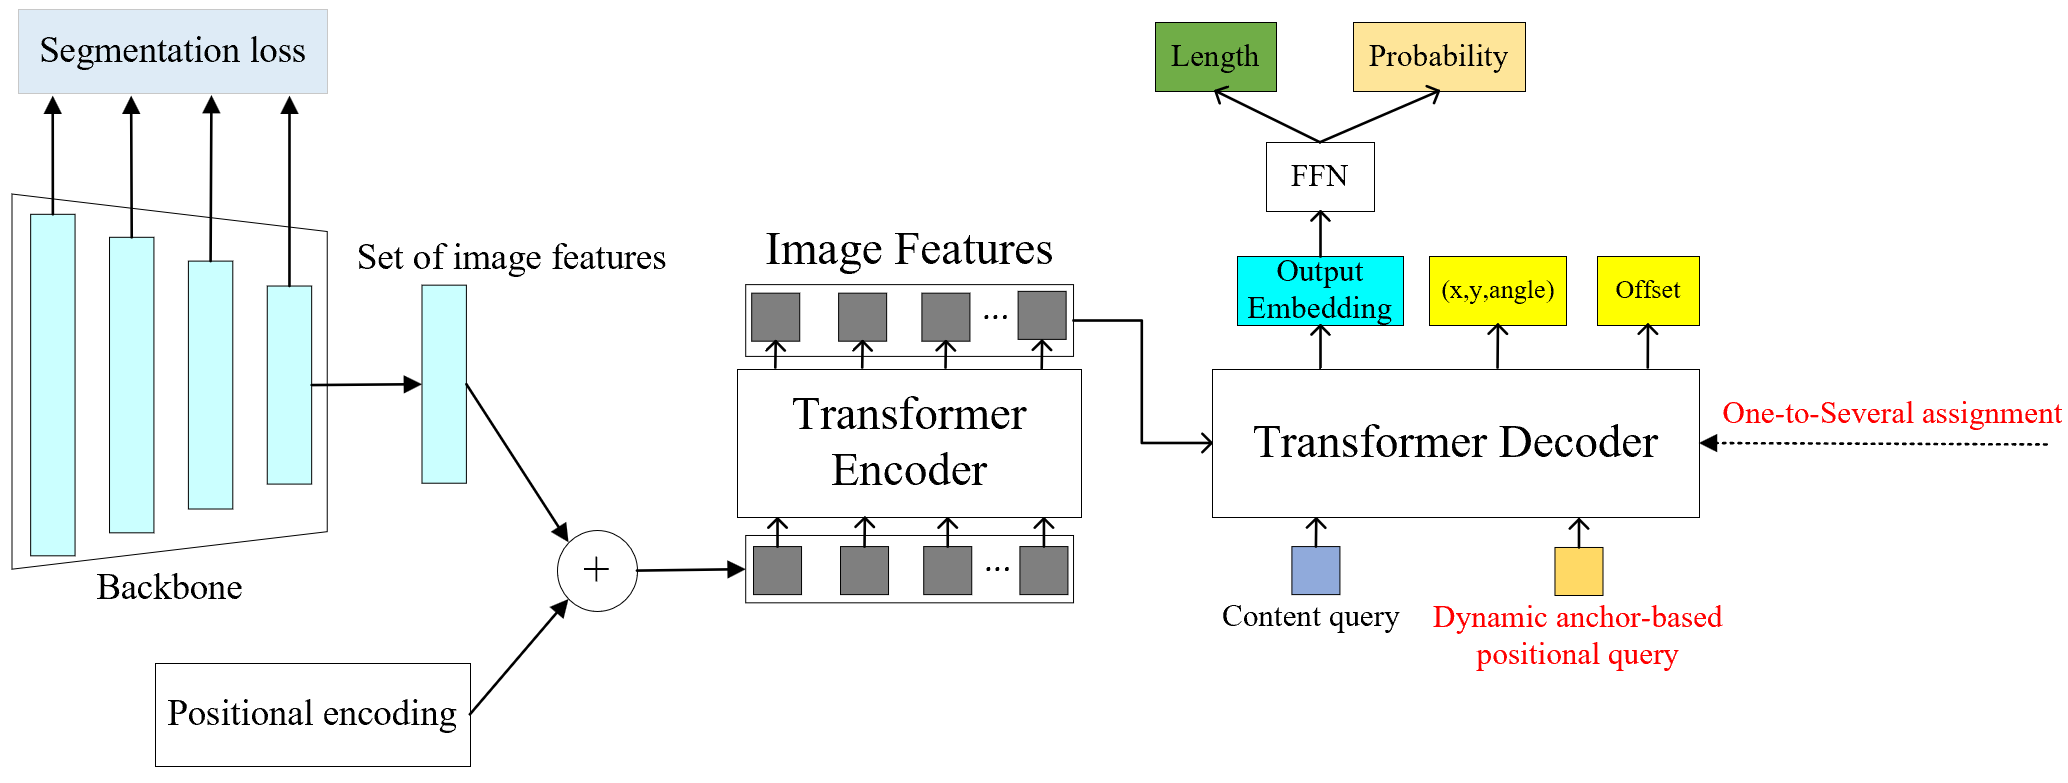 Segmentation loss
Length
Probability
FFN
Set of image features
Image Features
Output
Embedding
(x,y,angle)
Offset
...
Transformer
Encoder
Transformer Decoder
One-to-Several assignment
+
...
Backbone
Content query
Dynamic anchor-based
positional query
Positional encoding